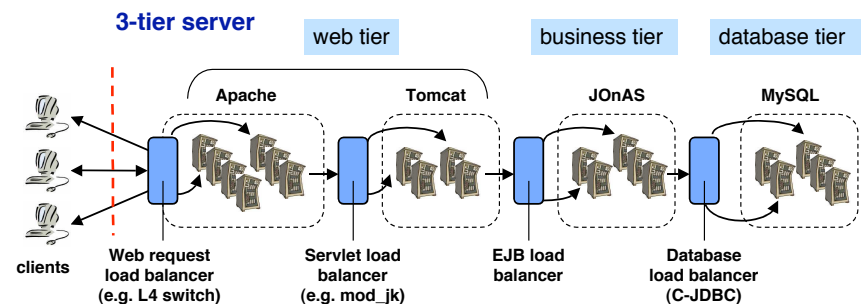 3-tier server
web tier
business tier
database tier
Apache
Tomcat
JOnAS
MySQL
clients
Web request
load balancer
(e.g. L4 switch)
Servlet load
balancer
(e.g. mod_jk)
EJB load
balancer
Database
load balancer
(C-JDBC)